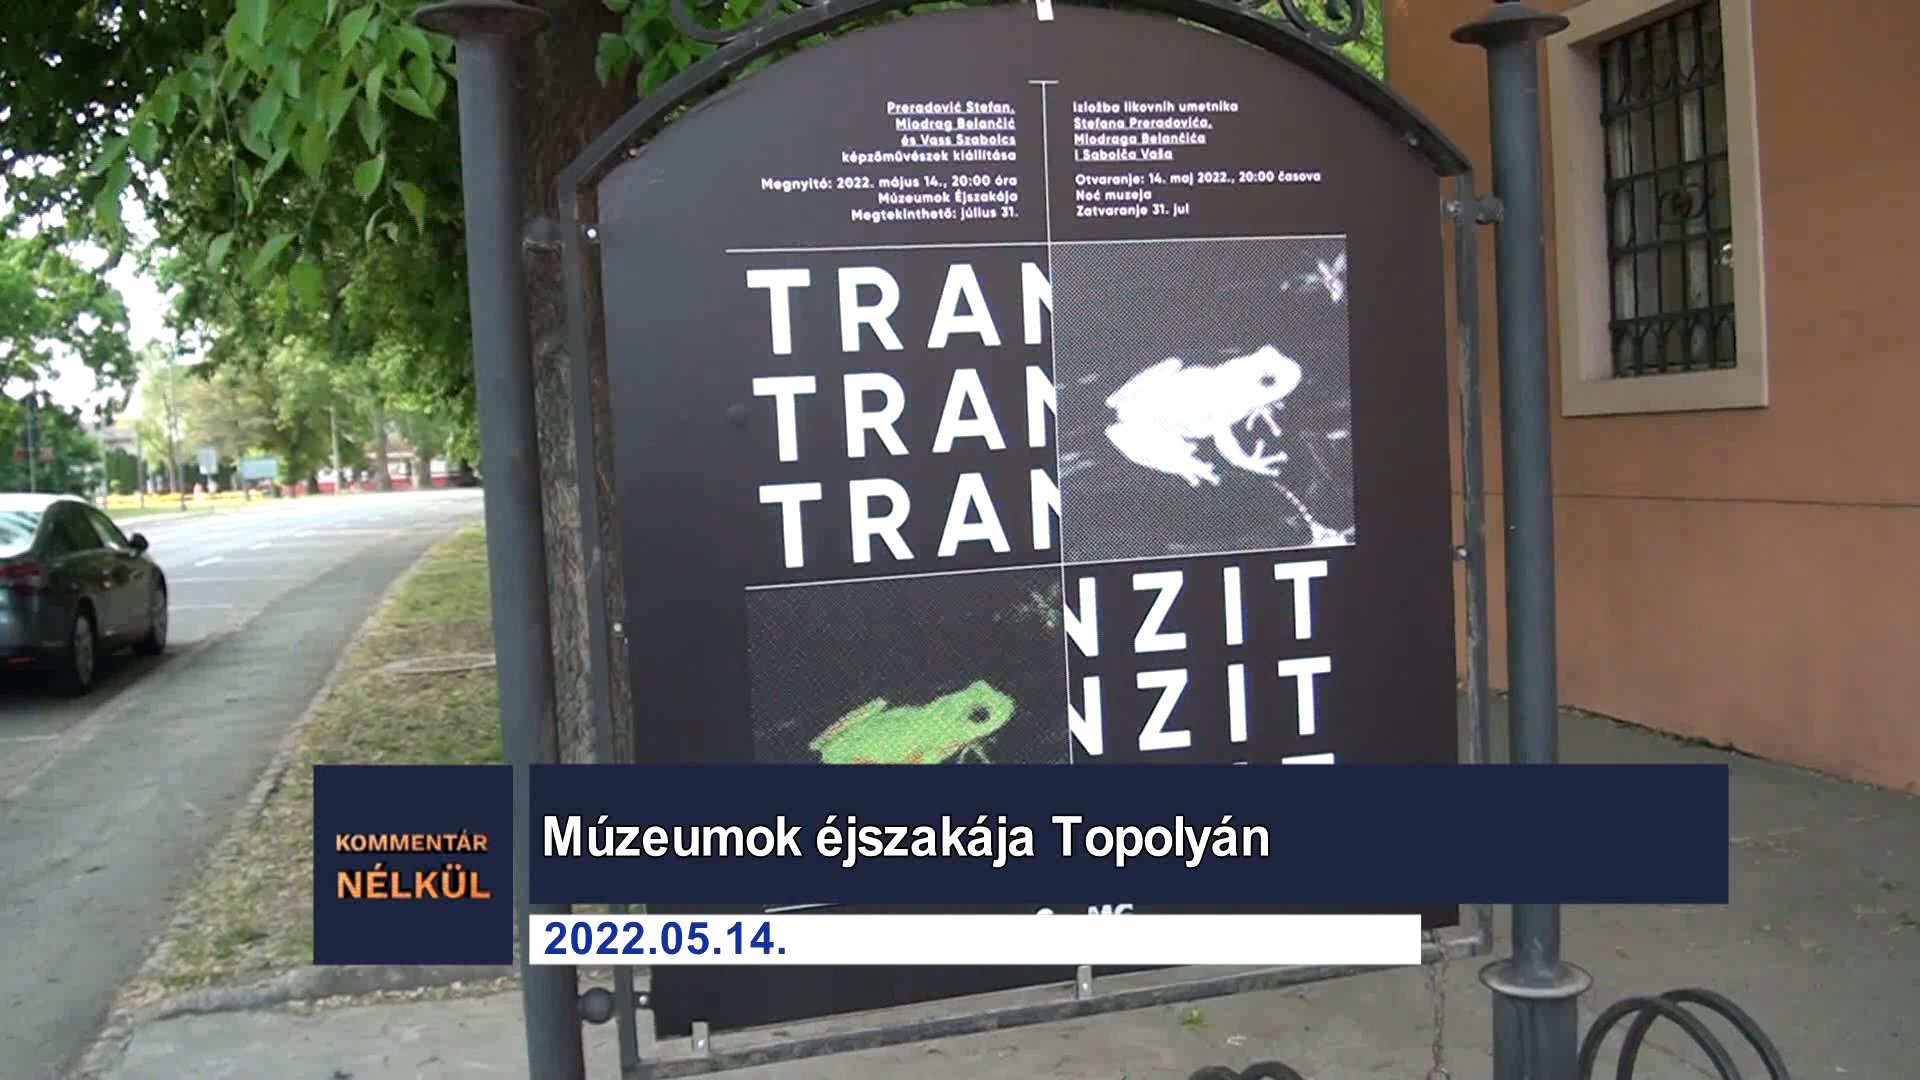 Preradović Stefan,
Miodrag Belančić
és Vass Szabolcs
képzőművészek kiállítása
Megnyitó: 2022. május 14., 20:00 óra
Múzeumok Éjszakája
Megtekinthető: július 31.
Izložba likovnih umetnika
Stefana Preradovića,
Miodraga Belančića
i Sabolča Vaša
Otvaranje: 14. maj 2022., 20:00 časova
Noć muzeja
Zatvaranje 31. jul
TRAN
TRAN
TRAN
NZIT
NZIT
KOMMENTÁR
NÉLKÜL
Múzeumok éjszakája Topolyán
2022.05.14.